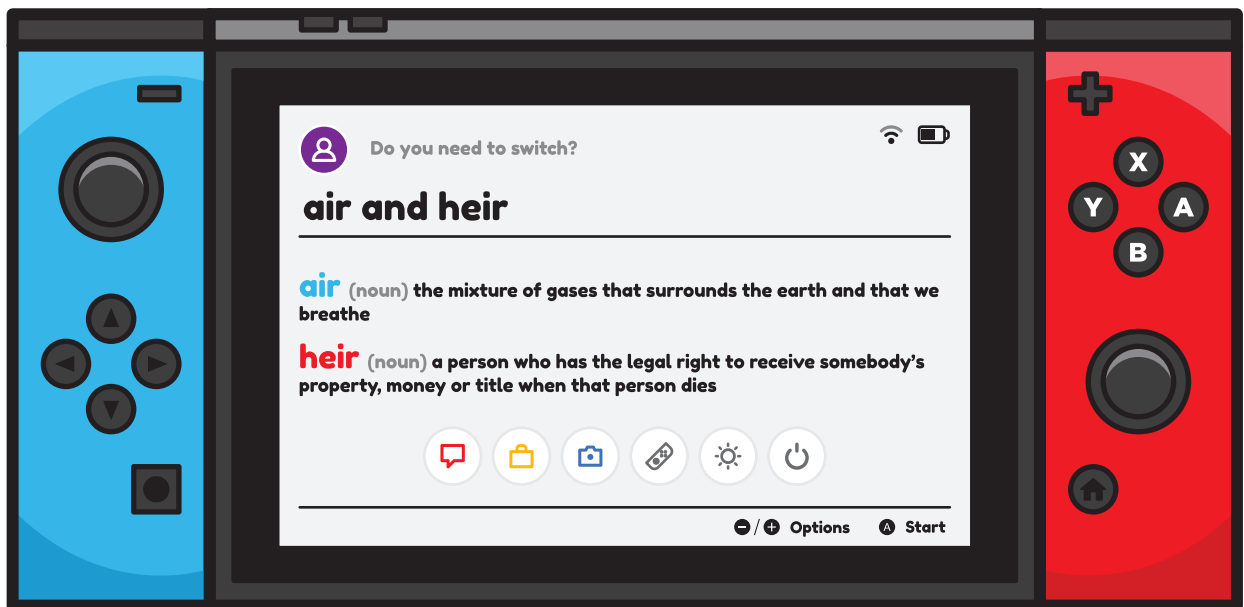 Do you need to switch?
air and heir
air (noun) the mixture of gases that surrounds the earth and that we
breathe
heir (noun) a person who has the legal right to receive somebody’s
property, money or title when that person dies
−/+ Options A Start
X
Y A
B